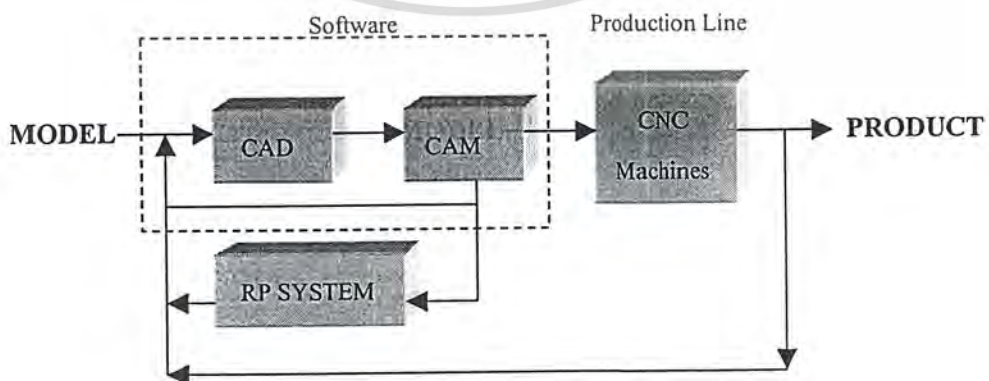 Software
Production Line
MODEL
CAD
CAM
CNC
Machines
PRODUCT
RP SYSTEM